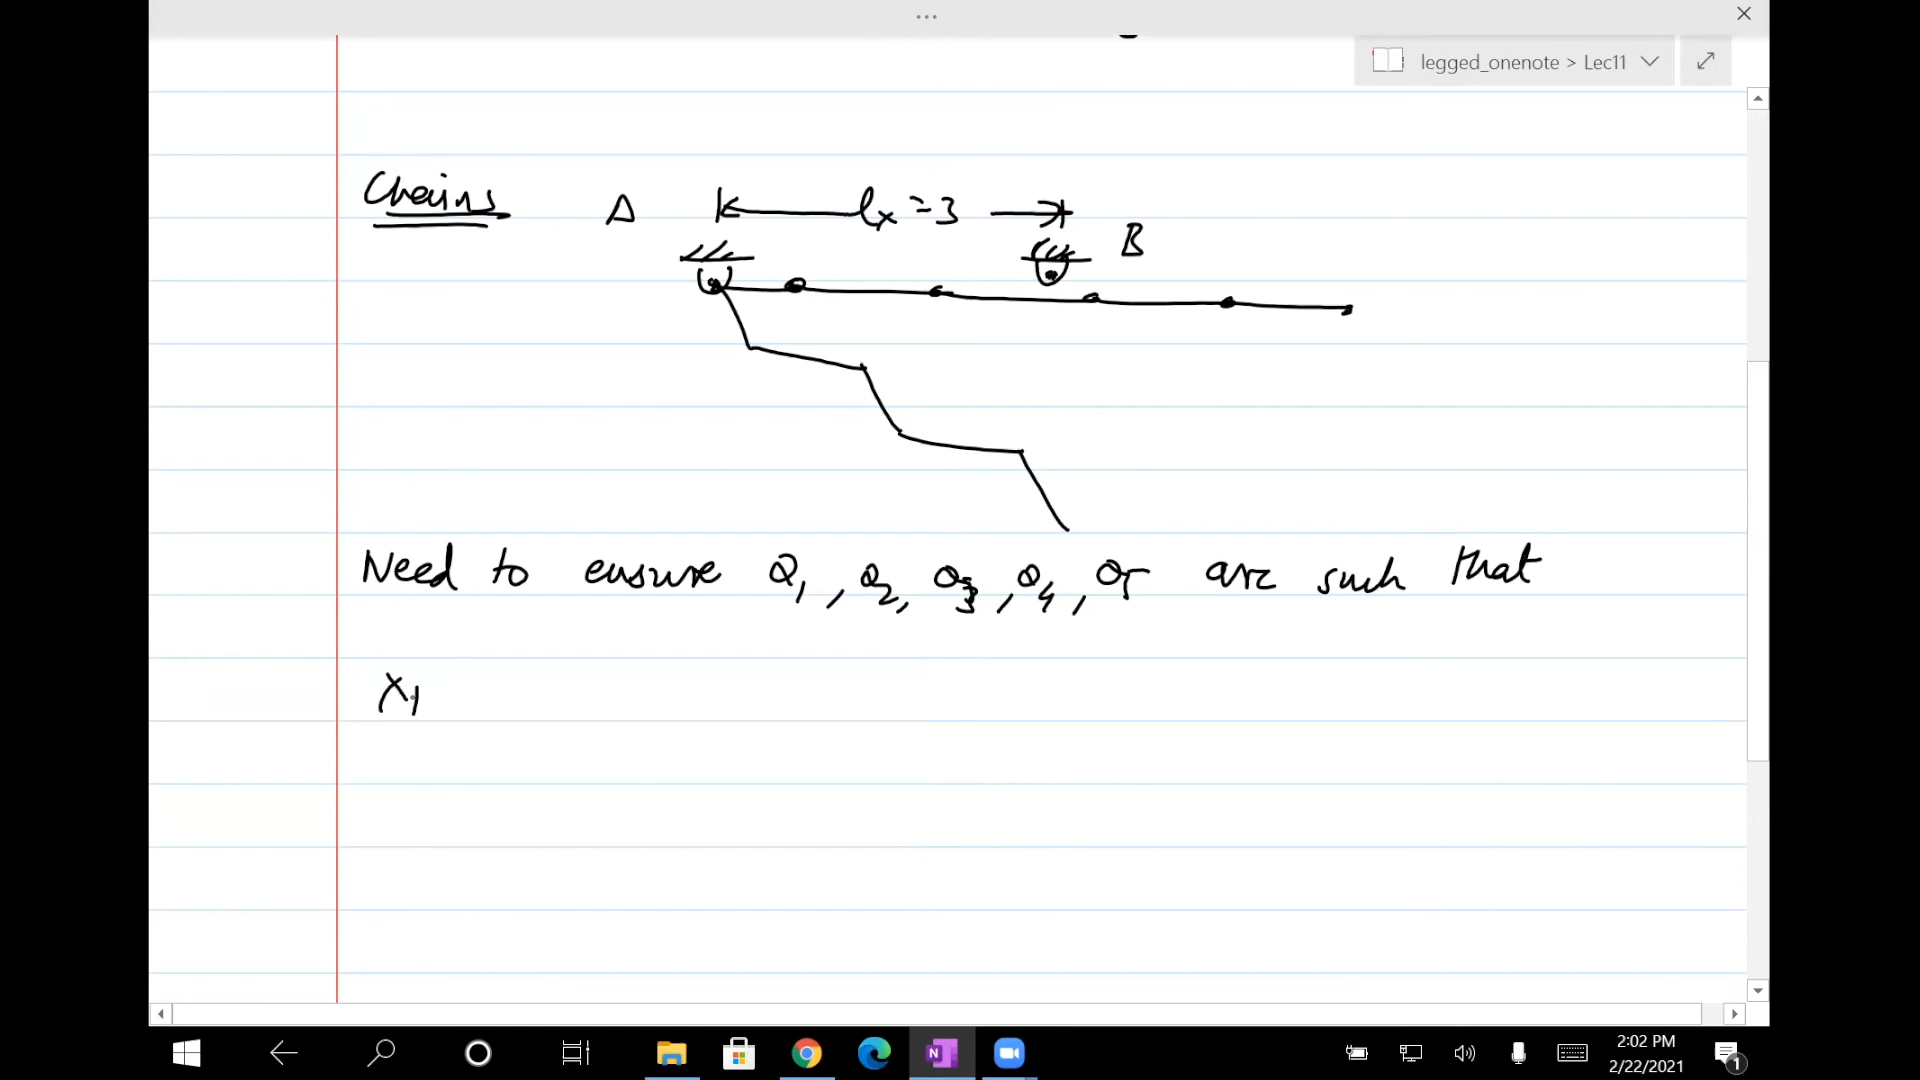 legged_onenote > Lec11
Chains A lx = 3
B
Need to ensure θ1, θ2, θ3, θ4, θ5 are such that
x1
2:02 PM
2/22/2021
1